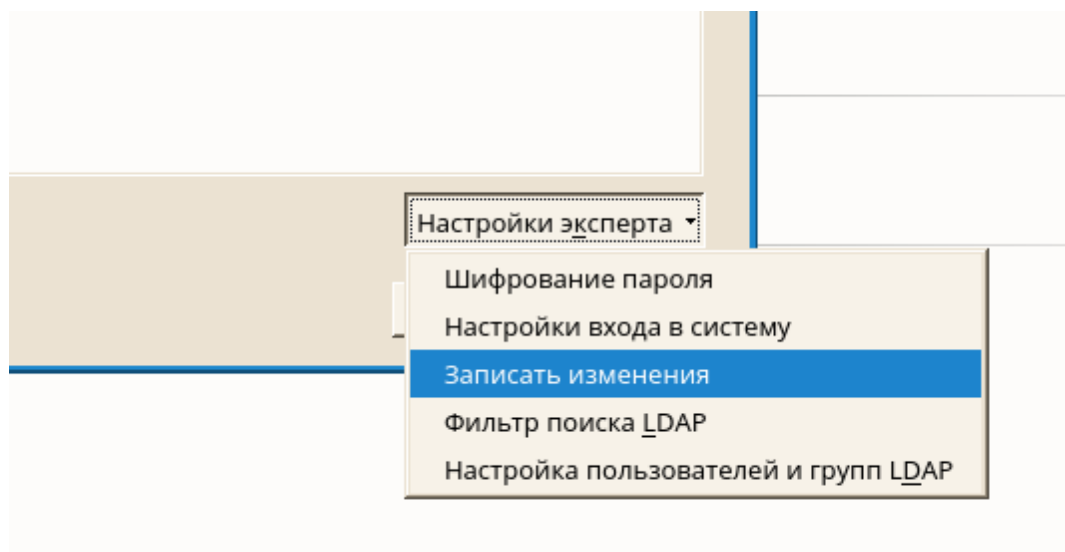 Настройки эксперта
Шифрование пароля
Настройки входа в систему
Записать изменения
Фильтр поиска LDAP
Настройка пользователей и групп LDAP